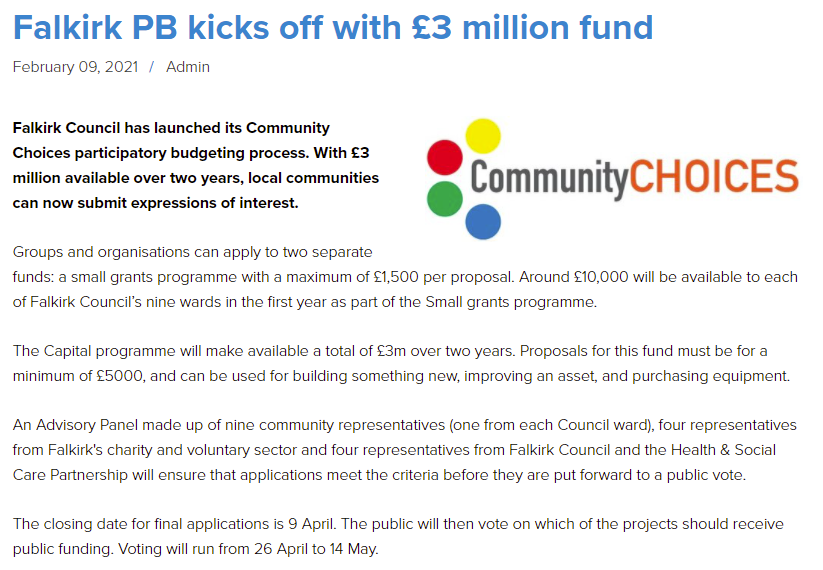 Falkirk PB kicks off with £3 million fund
February 09, 2021 / Admin
Falkirk Council has launched its Community
Choices participatory budgeting process. With £3
million available over two years, local communities
can now submit expressions of interest.
CommunityCHOICES
Groups and organisations can apply to two separate
funds: a small grants programme with a maximum of £1,500 per proposal. Around £10,000 will be available to each
of Falkirk Council's nine wards in the first year as part of the Small grants programme.
The Capital programme will make available a total of £3m over two years. Proposals for this fund must be for a
minimum of £5000, and can be used for building something new, improving an asset, and purchasing equipment.
An Advisory Panel made up of nine community representatives (one from each Council ward), four representatives
from Falkirk's charity and voluntary sector and four representatives from Falkirk Council and the Health & Social
Care Partnership will ensure that applications meet the criteria before they are put forward to a public vote.
The closing date for final applications is 9 April. The public will then vote on which of the projects should receive
public funding. Voting will run from 26 April to 14 May.